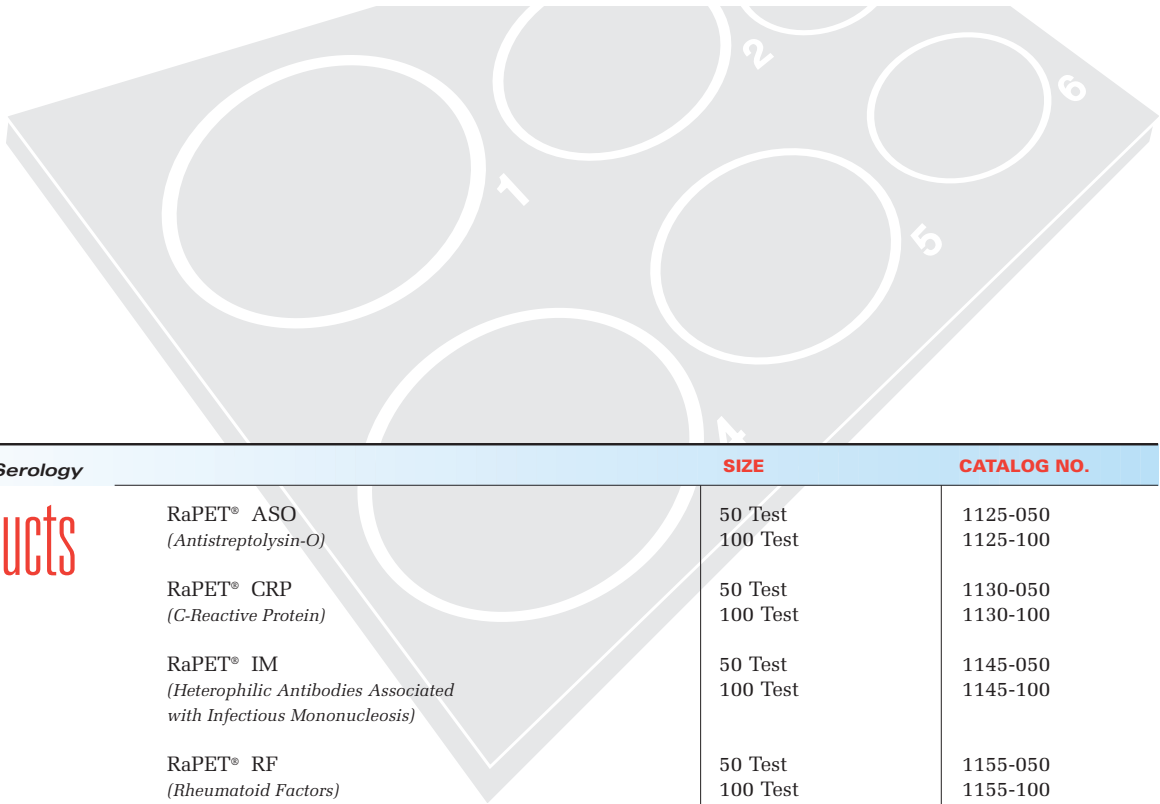 2
6
1
5
4
Serology SIZE CATALOG NO.
ucts
RaPET® ASO 50 Test 1125-050
(Antistreptolysin-O) 100 Test 1125-100
RaPET® CRP 50 Test 1130-050
(C-Reactive Protein) 100 Test 1130-100
RaPET® IM 50 Test 1145-050
(Heterophilic Antibodies Associated 100 Test 1145-100
with Infectious Mononucleosis)
RaPET® RF 50 Test 1155-050
(Rheumatoid Factors) 100 Test 1155-100